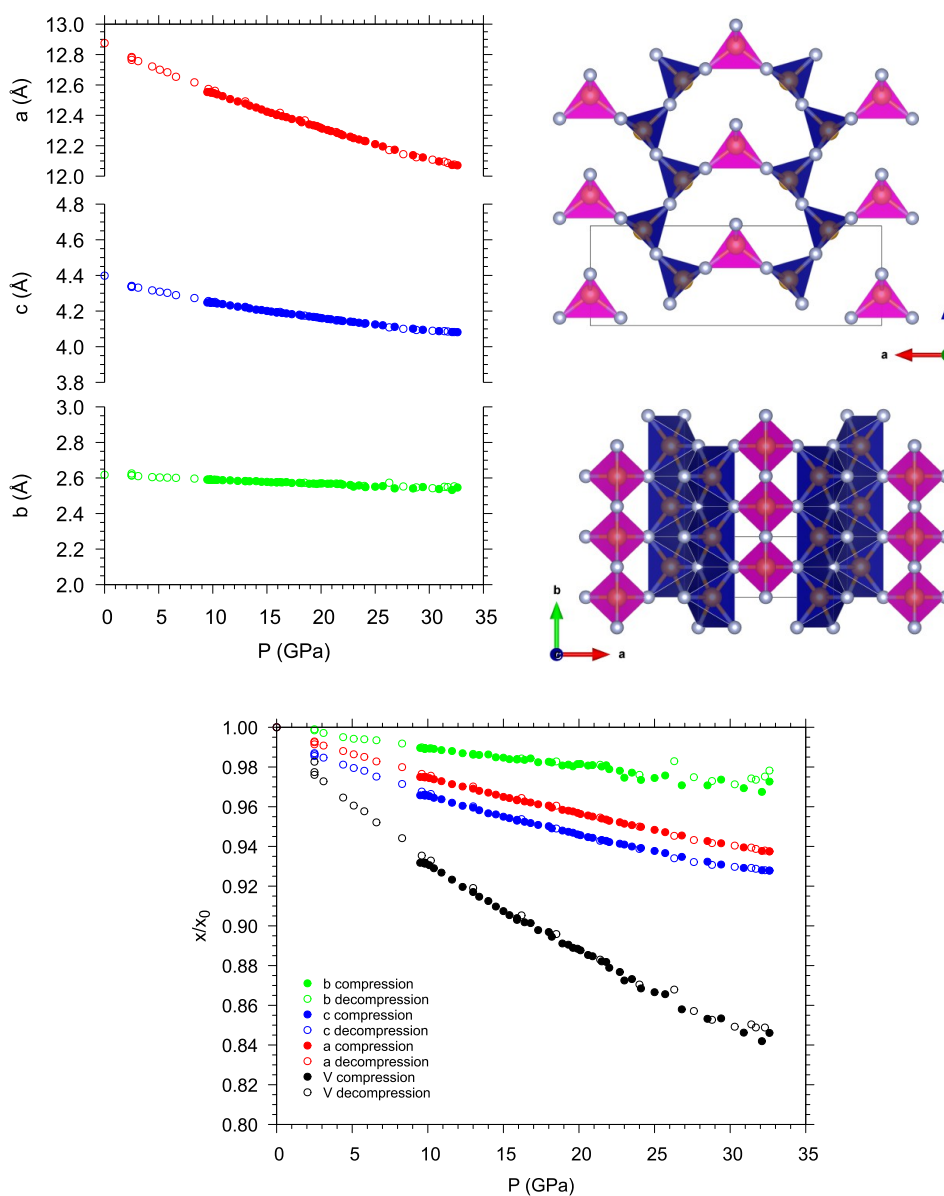 13.0
12.8
12.6
12.4
12.2
12.0
a (Å)
4.8
4.6
4.4
4.2
4.0
3.8
c (Å)
3.0
2.8
2.6
2.4
2.2
2.0
b (Å)
0 5 10 15 20 25 30 35
P (GPa)
a
b
a
1.00
0.98
0.96
0.94
0.92
0.90
0.88
0.86
0.84
0.82
0.80
x/x0
b compression
b decompression
c compression
c decompression
a compression
a decompression
V compression
V decompression
0 5 10 15 20 25 30 35
P (GPa)